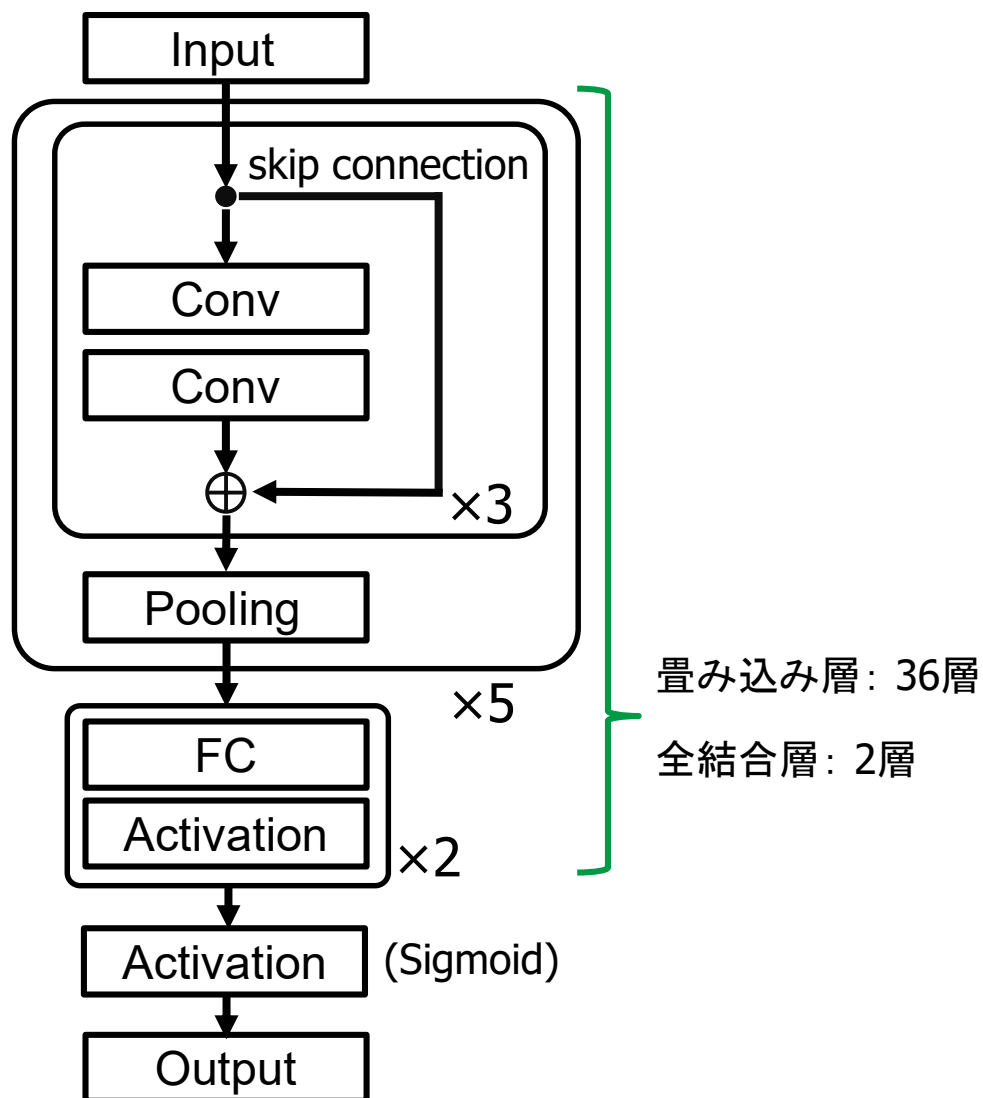 Input
skip connection
Conv
Conv
×3
Pooling
×5
畳み込み層: 36層
全結合層: 2層
FC
Activation
×2
Activation
(Sigmoid)
Output